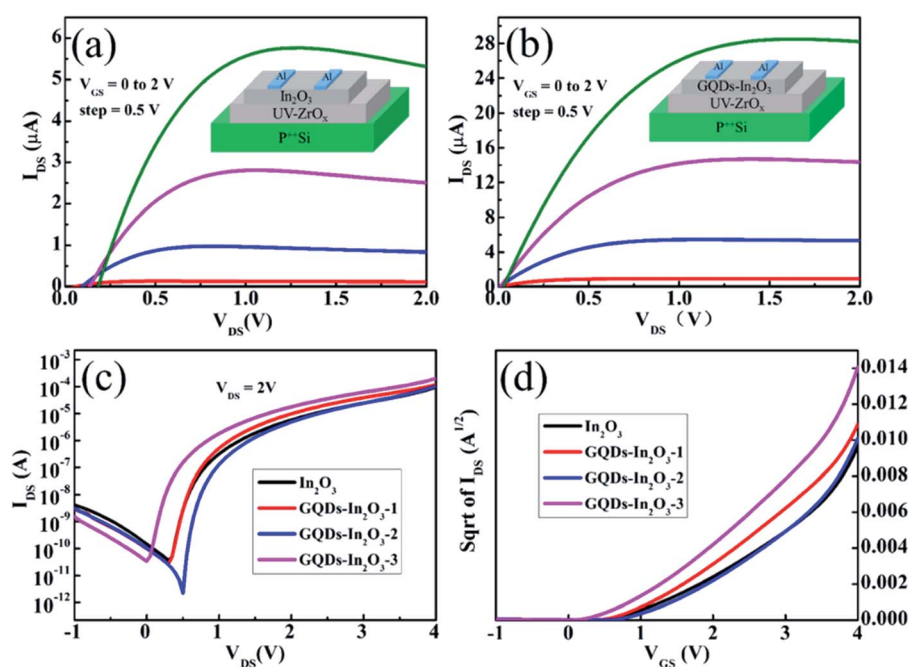 (a)
V_GS = 0 to 2 V
step = 0.5 V
Al Al
In₂O₃
UV-ZrOₓ
P⁺⁺Si
I_DS (μA)
6
5
4
3
2
1
0
0.0 0.5 1.0 1.5 2.0
V_DS(V)
(b)
V_GS = 0 to 2 V
step = 0.5 V
Al Al
GQDs-In₂O₃
UV-ZrOₓ
P⁺⁺Si
I_DS (μA)
28
24
20
16
12
8
4
0
0.0 0.5 1.0 1.5 2.0
V_DS (V)
(c)
V_DS = 2V
I_DS (A)
10⁻³
10⁻⁴
10⁻⁵
10⁻⁶
10⁻⁷
10⁻⁸
10⁻⁹
10⁻¹⁰
10⁻¹¹
10⁻¹²
In₂O₃
GQDs-In₂O₃-1
GQDs-In₂O₃-2
GQDs-In₂O₃-3
-1 0 1 2 3 4
V_DS (V)
(d)
In₂O₃
GQDs-In₂O₃-1
GQDs-In₂O₃-2
GQDs-In₂O₃-3
Sqrt of I_DS (A¹/²)
0.014
0.012
0.010
0.008
0.006
0.004
0.002
0.000
-1 0 1 2 3 4
V_GS (V)